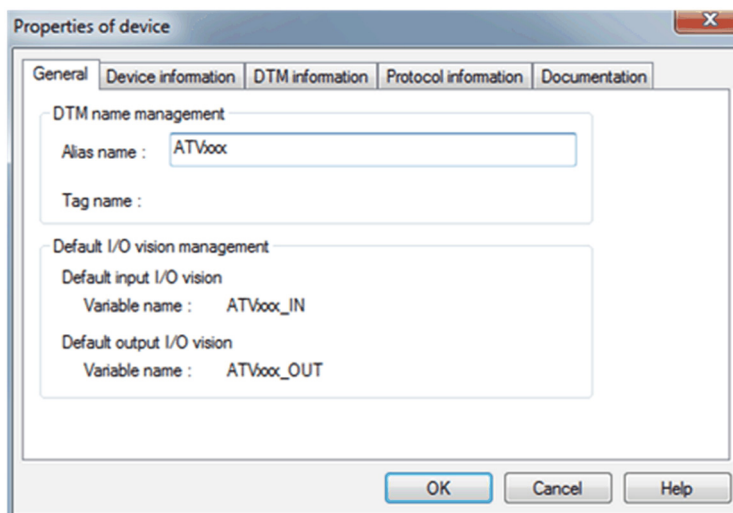 Properties of device
General Device information DTM information Protocol information Documentation
DTM name management
Alias name : ATVxxx
Tag name :
Default I/O vision management
Default input I/O vision
Variable name : ATVxxx_IN
Default output I/O vision
Variable name : ATVxxx_OUT
OK Cancel Help